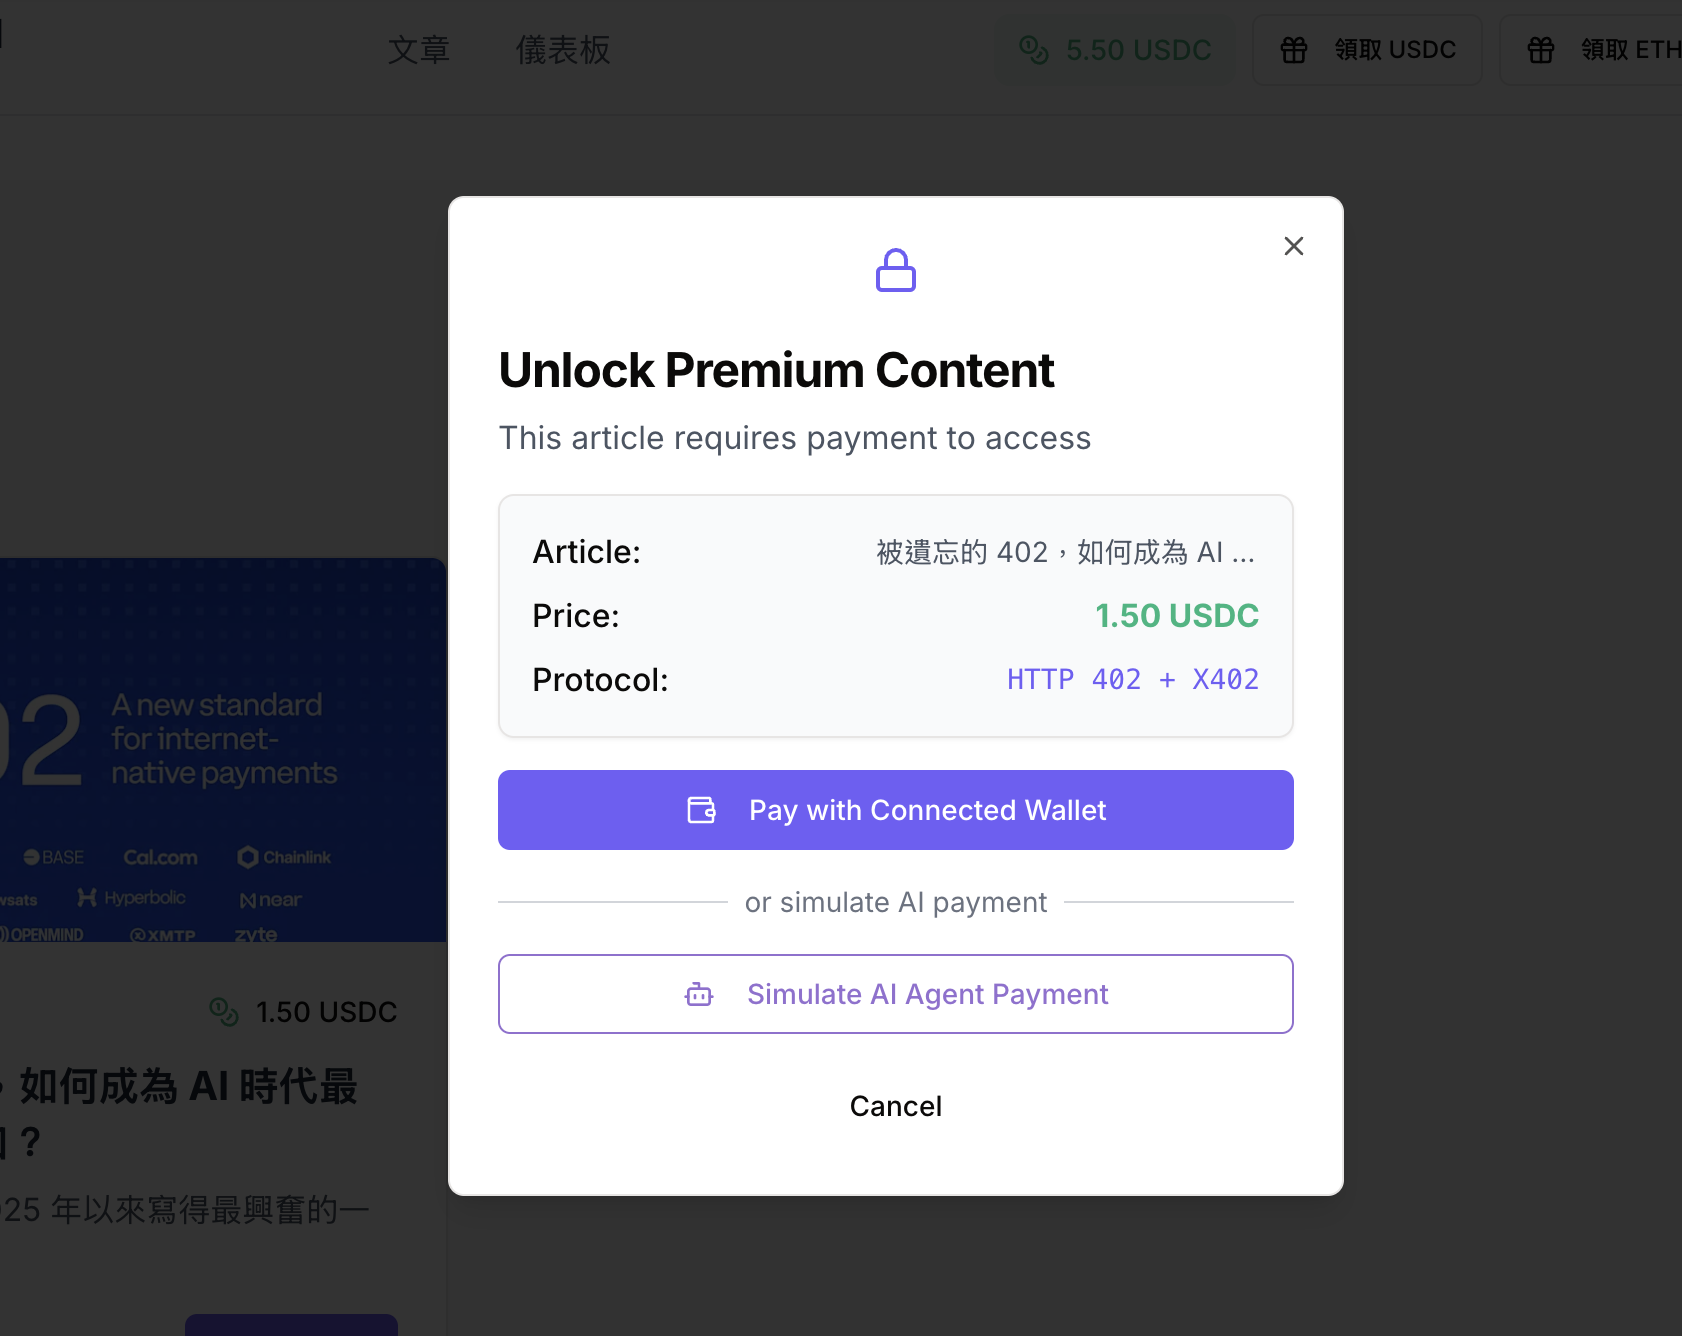 文章
儀表板
5.50 USDC
領取 USDC
領取 ETH
Unlock Premium Content
This article requires payment to access
Article:
被遺忘的 402,如何成為 AI ...
Price:
1.50 USDC
Protocol:
HTTP 402 + X402
Pay with Connected Wallet
or simulate AI payment
Simulate AI Agent Payment
Cancel
02
A new standard
for internet-
native payments
BASE
Cal.com
Chainlink
wsats
Hyperbolic
near
OPENMIND
XMTP
zyte
1.50 USDC
,如何成為 AI 時代最
?
025 年以來寫得最興奮的一